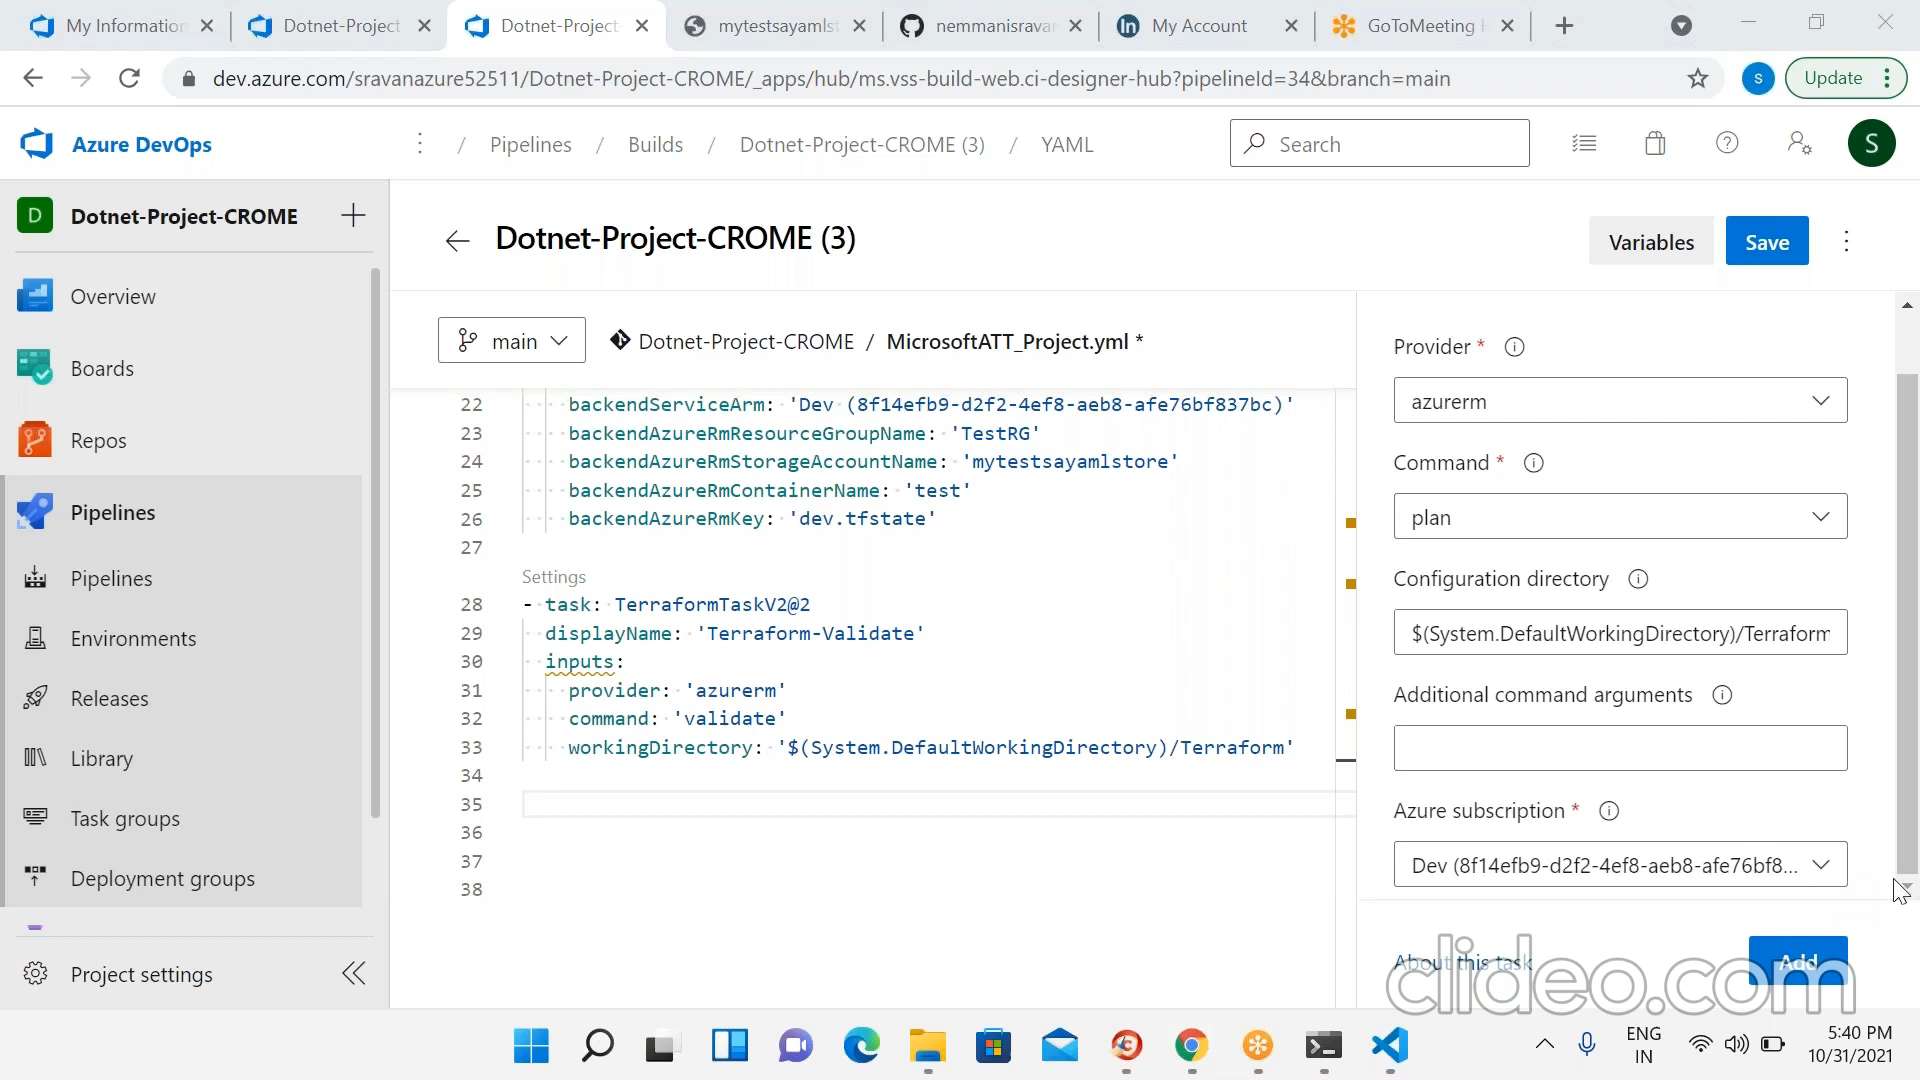 My Information
Dotnet-Project
Dotnet-Project
mytestsayamlst
nemmanisravan
in
My Account
GoToMeeting
dev.azure.com/sravanazure52511/Dotnet-Project-CROME/_apps/hub/ms.vss-build-web.ci-designer-hub?pipelineId=34&branch=main
s
Update
Azure DevOps
/ Pipelines / Builds / Dotnet-Project-CROME (3) / YAML
Search
S
D
Dotnet-Project-CROME
Overview
Boards
Repos
Pipelines
Pipelines
Environments
Releases
Library
Task groups
Deployment groups
Project settings
Dotnet-Project-CROME (3)
Variables
Save
main
Dotnet-Project-CROME / MicrosoftATT_Project.yml *
22 backendServiceArm: 'Dev (8f14efb9-d2f2-4ef8-aeb8-afe76bf837bc)'
23 backendAzureRmResourceGroupName: 'TestRG'
24 backendAzureRmStorageAccountName: 'mytestsayamlstore'
25 backendAzureRmContainerName: 'test'
26 backendAzureRmKey: 'dev.tfstate'
27
Settings
28 - task: TerraformTaskV2@2
29 displayName: 'Terraform-Validate'
30 inputs:
31 provider: 'azurerm'
32 command: 'validate'
33 workingDirectory: '$(System.DefaultWorkingDirectory)/Terraform'
34
35
36
37
38
Provider *
azurerm
Command *
plan
Configuration directory
$(System.DefaultWorkingDirectory)/Terraform
Additional command arguments
Azure subscription *
Dev (8f14efb9-d2f2-4ef8-aeb8-afe76bf8...
About this task
Add
clideo.com
ENG
IN
5:40 PM
10/31/2021